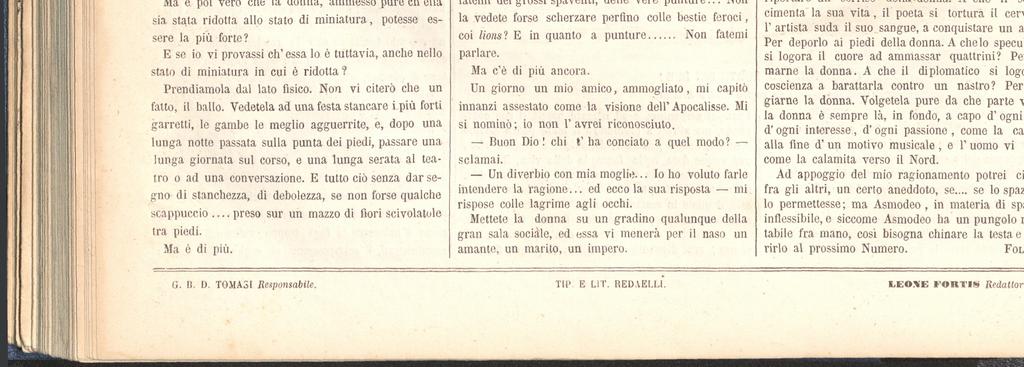 Ma è poi vero che la donna, ammesso pure ch'ella
sia stata ridotta allo stato di miniatura, potesse es-
sere la più forte?
E se io vi provassi ch'essa lo è tuttavia, anche nello
stato di miniatura in cui è ridotta?
Prendiamola dal lato fisico. Non vi citerò che un
fatto, il ballo. Vedetela ad una festa stancare i più forti
garretti, le gambe le meglio agguerrite, e, dopo una
lunga notte passata sulla punta dei piedi, passare una
lunga giornata sul corso, e una lunga serata al tea-
tro o ad una conversazione. E tutto ciò senza dar se-
gno di stanchezza, di debolezza, se non forse qualche
scappuccio .... preso sur un mazzo di fiori scivolatole
tra piedi.
Ma è di più.
fatemi dei grossi spaventi, delle vere punture... Non
la vedete forse scherzare perfino colle bestie feroci,
coi lions? E in quanto a punture...... Non fatemi
parlare.
Ma c'è di più ancora.
Un giorno un mio amico, ammogliato, mi capitò
innanzi assestato come la visione dell'Apocalisse. Mi
si nominò; io non l'avrei riconosciuto.
— Buon Dio! chi t'ha conciato a quel modo? —
sclamai.
— Un diverbio con mia moglie... Io ho voluto farle
intendere la ragione... ed ecco la sua risposta — mi
rispose colle lagrime agli occhi.
Mettete la donna su un gradino qualunque della
gran sala sociale, ed essa vi menerà per il naso un
amante, un marito, un impero.
cimenta la sua vita, il poeta si tortura il
l'artista suda il suo sangue, a conquistare un
Per deporlo ai piedi della donna. A che lo
si logora il cuore ad ammassar quattrini? Per
marne la donna. A che il diplomatico si
coscienza a barattarla contro un nastro? Per
giarne la donna. Volgetela pure da che parte
la donna è sempre là, in fondo, a capo d'ogni
d'ogni interesse, d'ogni passione, come la
alla fine d'un motivo musicale, e l'uomo vi
come la calamita verso il Nord.
Ad appoggio del mio ragionamento potrei
fra gli altri, un certo aneddoto, se.... se lo
lo permettesse; ma Asmodeo, in materia di
inflessibile, e siccome Asmodeo ha un pungolo
tabile fra mano, così bisogna chinare la testa e
rirlo al prossimo Numero.
G. B. D. TOMASI Responsabile.
TIP. E LIT. REDAELLI.
LEONE FORTIS Redattor